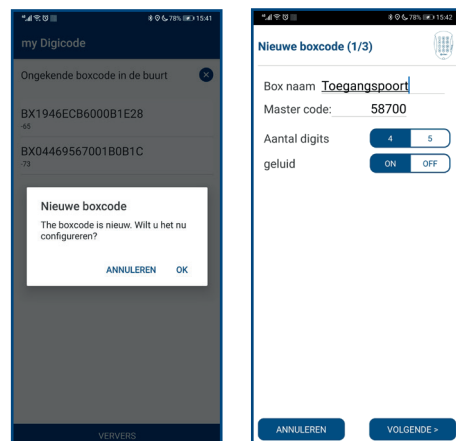 78% 15:41
my Digicode
Ongekende boxcode in de buurt
BX1946ECB6000B1E28
-65
BX04469567001B0B1C
-73
Nieuwe boxcode
The boxcode is nieuw. Wilt u het nu
configureren?
ANNULEREN OK
VERVERS
78% 15:42
Nieuwe boxcode (1/3)
Box naam Toegangspoort
Master code: 58700
Aantal digits 4 5
geluid ON OFF
ANNULEREN VOLGENDE >